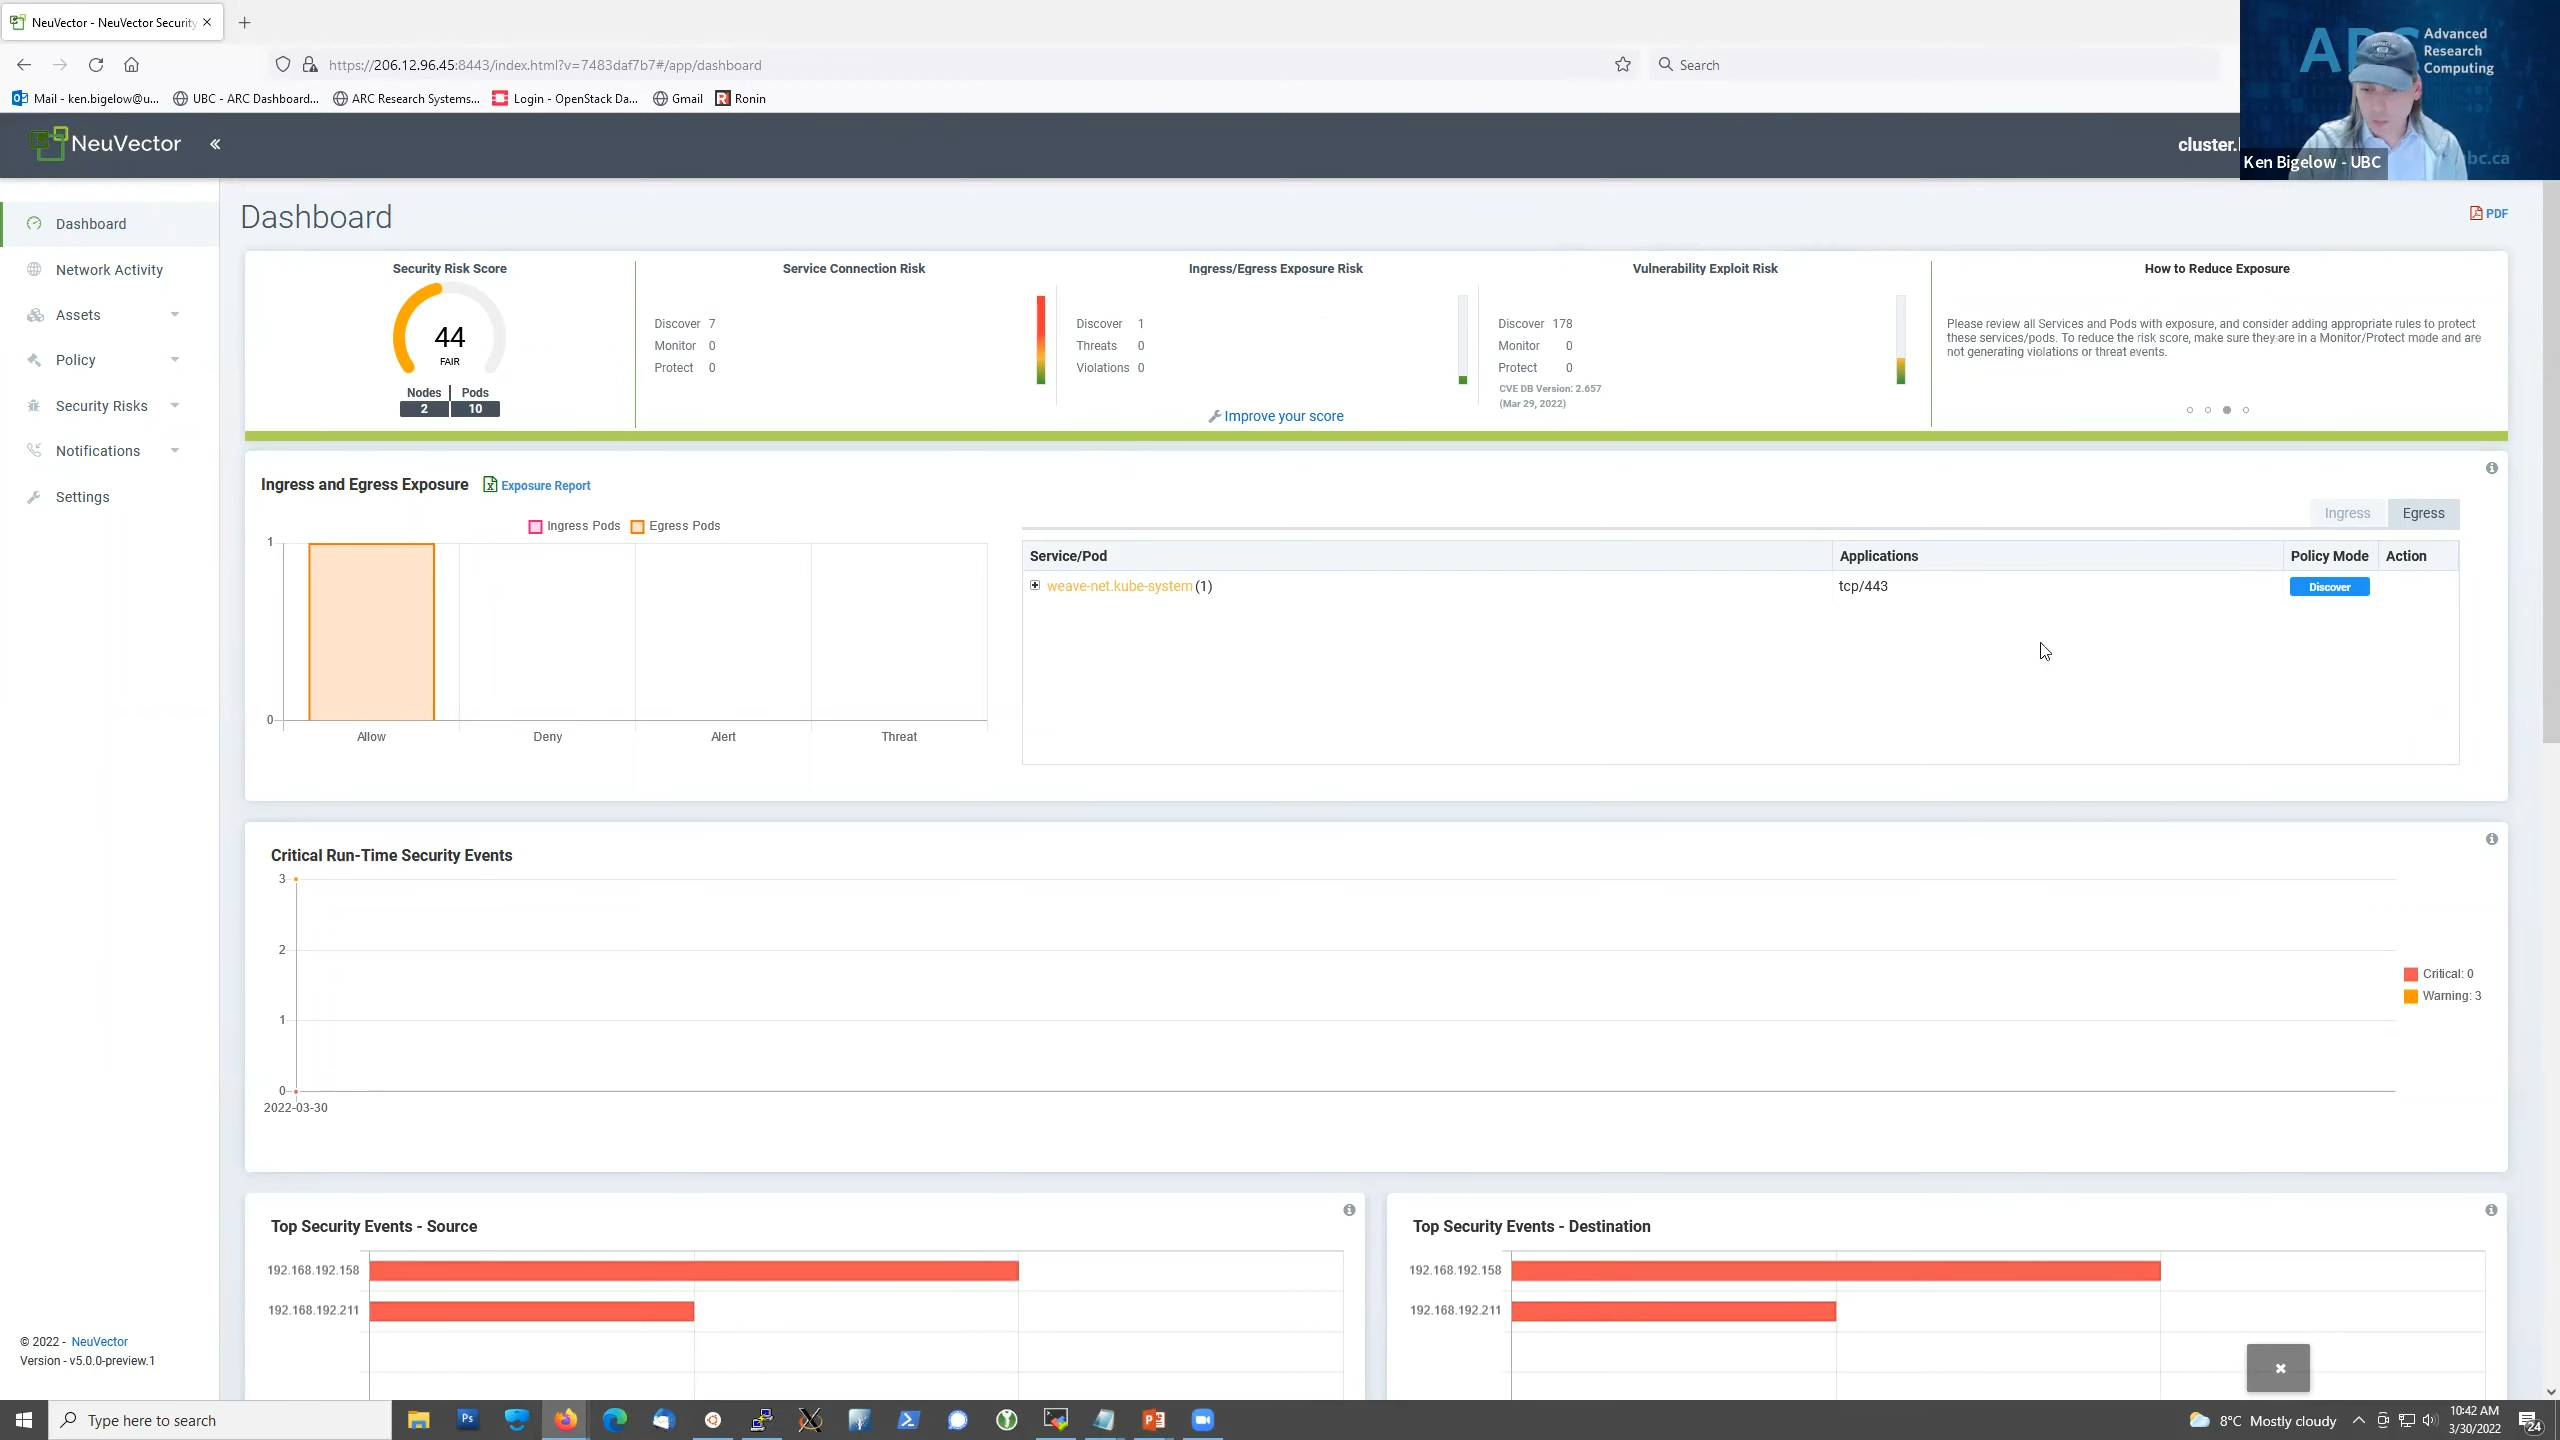 NeuVector - NeuVector Security
https://206.12.96.45:8443/index.html?v=7483daf7b7#/app/dashboard
Search
Mail - ken.bigelow@u...
UBC - ARC Dashboard...
ARC Research Systems...
Login - OpenStack Da...
Gmail
Ronin
Advanced
Research
Computing
Ken Bigelow - UBC
NeuVector
«
cluster.
Dashboard
Network Activity
Assets
Policy
Security Risks
Notifications
Settings
© 2022 - NeuVector
Version - v5.0.0-preview.1
Dashboard
PDF
Security Risk Score
44
FAIR
Nodes Pods
2 10
Service Connection Risk
Discover 7
Monitor 0
Protect 0
Ingress/Egress Exposure Risk
Discover 1
Threats 0
Violations 0
Improve your score
Vulnerability Exploit Risk
Discover 178
Monitor 0
Protect 0
CVE DB Version: 2.657
(Mar 29, 2022)
How to Reduce Exposure
Please review all Services and Pods with exposure, and consider adding appropriate rules to protect
these services/pods. To reduce the risk score, make sure they are in a Monitor/Protect mode and are
not generating violations or threat events.
Ingress and Egress Exposure
Exposure Report
Ingress Pods Egress Pods
1
0
Allow Deny Alert Threat
Ingress Egress
Service/Pod Applications Policy Mode Action
weave-net.kube-system (1) tcp/443 Discover
Critical Run-Time Security Events
3
2
1
0
2022-03-30
Critical: 0
Warning: 3
Top Security Events - Source
192.168.192.158
192.168.192.211
Top Security Events - Destination
192.168.192.158
192.168.192.211
Type here to search
8°C Mostly cloudy
10:42 AM
3/30/2022
24